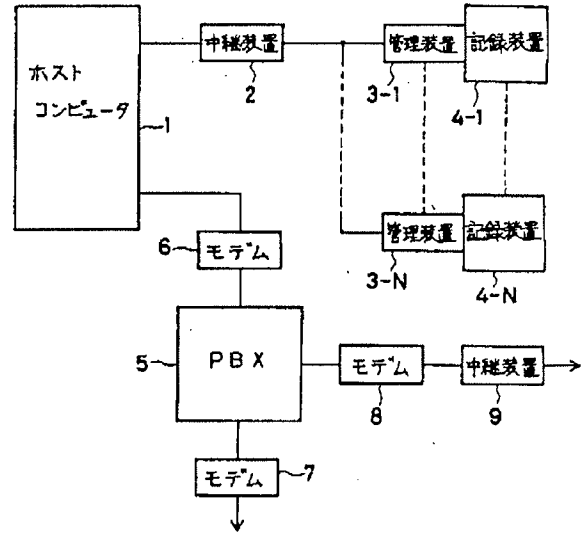 ホスト
コンピュータ
1
中継装置
2
管理装置
3-1
記録装置
4-1
管理装置
3-N
記録装置
4-N
6
モデム
5
PBX
モデム
8
中継装置
9
モデム
7